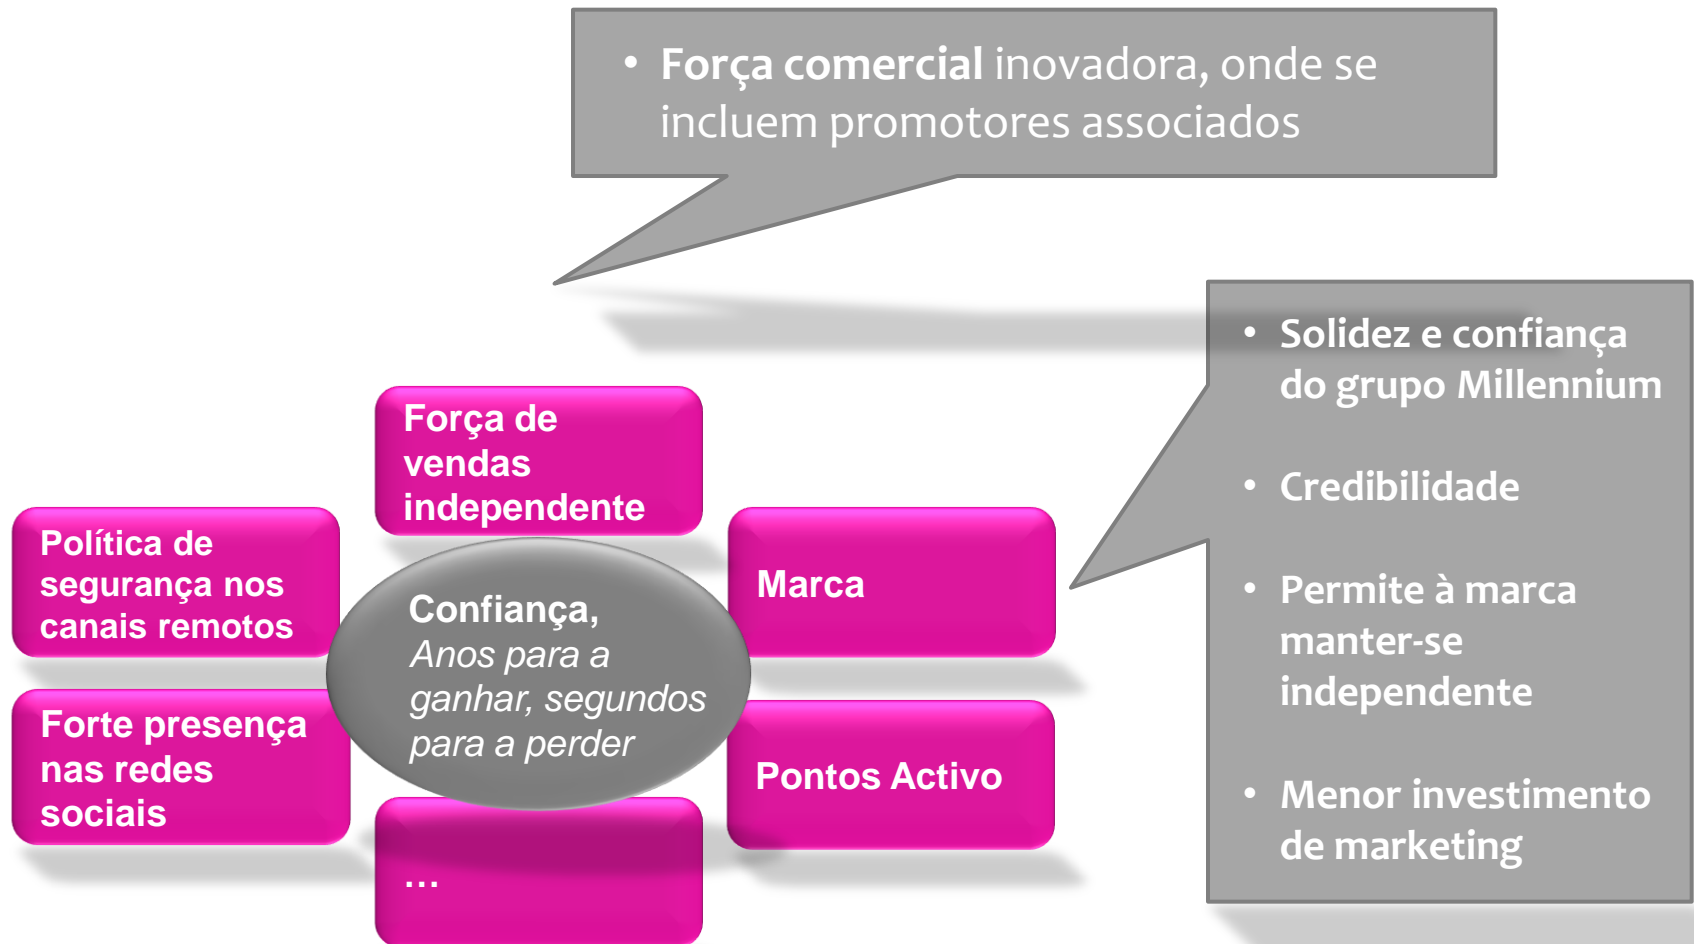 • Força comercial inovadora, onde se
incluem promotores associados
• Solidez e confiança
do grupo Millennium
• Credibilidade
• Permite à marca
manter-se
independente
• Menor investimento
de marketing
Força de
vendas
independente
Política de
segurança nos
canais remotos
Marca
Confiança,
Anos para a
ganhar, segundos
para a perder
Forte presença
nas redes
sociais
Pontos Activo
...